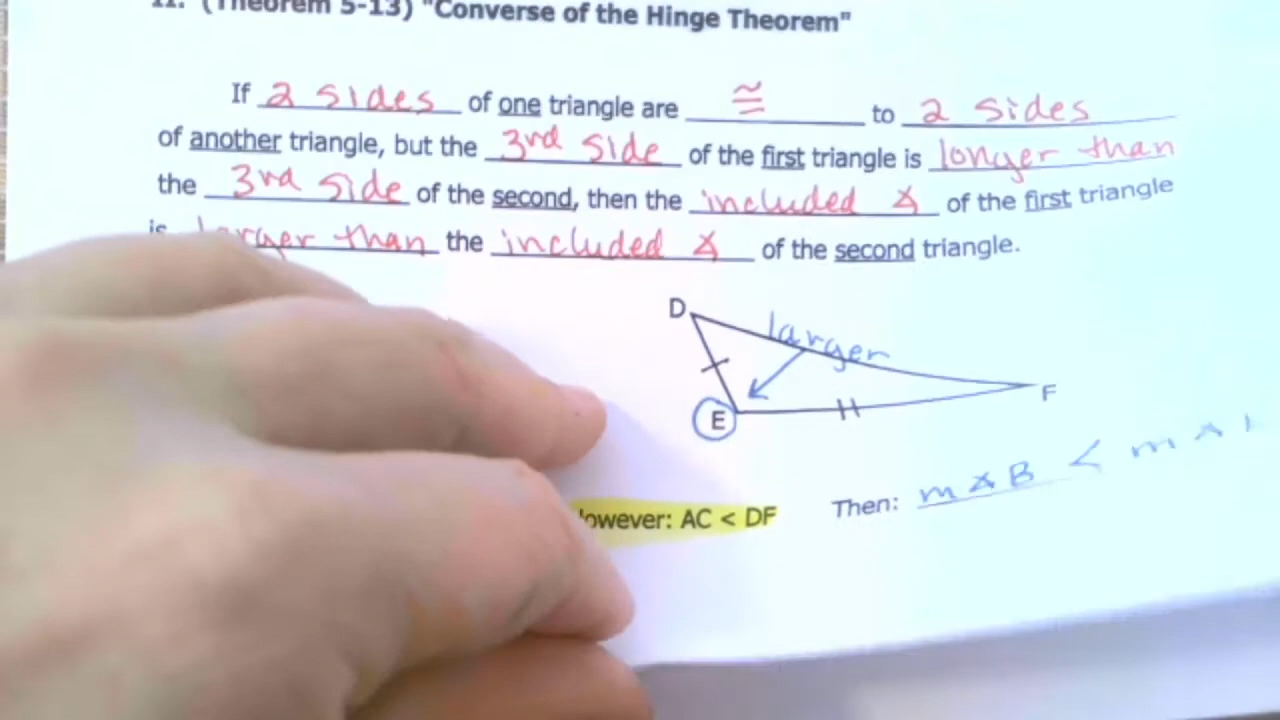 11. (Theorem 5-13) "Converse of the Hinge Theorem"
If 2 sides of one triangle are ≅ to 2 sides
of another triangle, but the 3rd side of the first triangle is longer than
the 3rd side of the second, then the included ∡ of the first triangle
is larger than the included ∡ of the second triangle.
D
larger
F
E
However: AC < DF
Then: m∡B < m∡